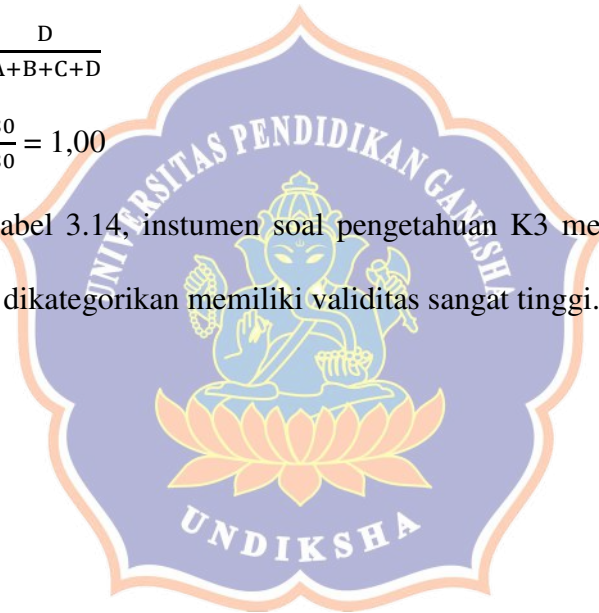 D
A+B+C+D
= 1,00
abel 3.14, instumen soal pengetahuan K3 me
dikategorikan memiliki validitas sangat tinggi.
UNIVERSITAS PENDIDIKAN GANESHA
UNDIKSHA